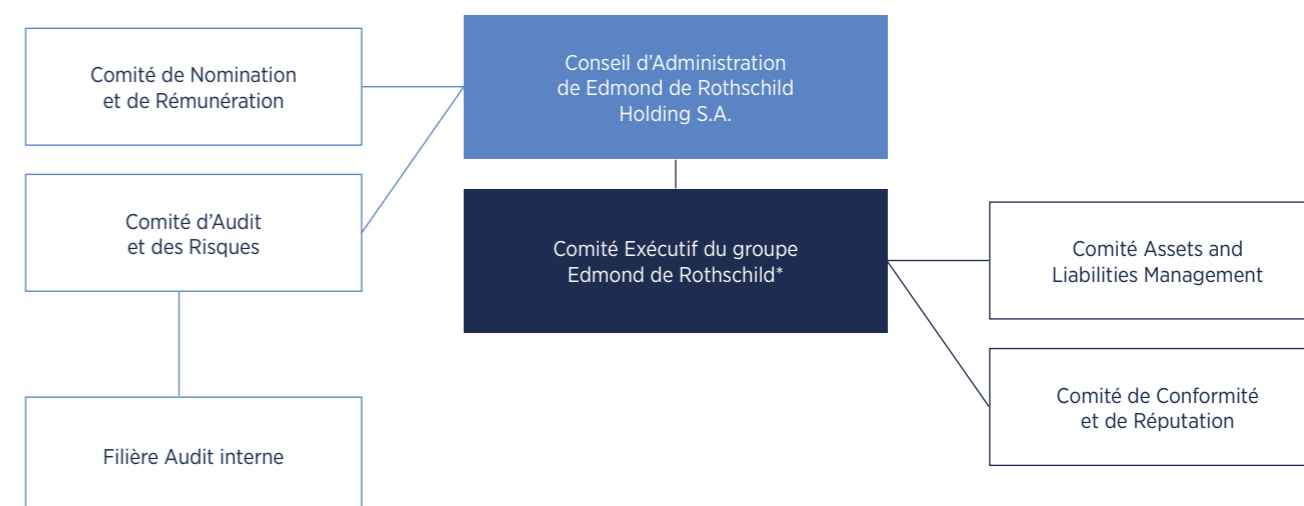 Comité de Nomination
et de Rémunération
Conseil d’Administration
de Edmond de Rothschild
Holding S.A.
Comité d’Audit
et des Risques
Comité Exécutif du groupe
Edmond de Rothschild*
Comité Assets and
Liabilities Management
Comité de Conformité
et de Réputation
Filière Audit interne